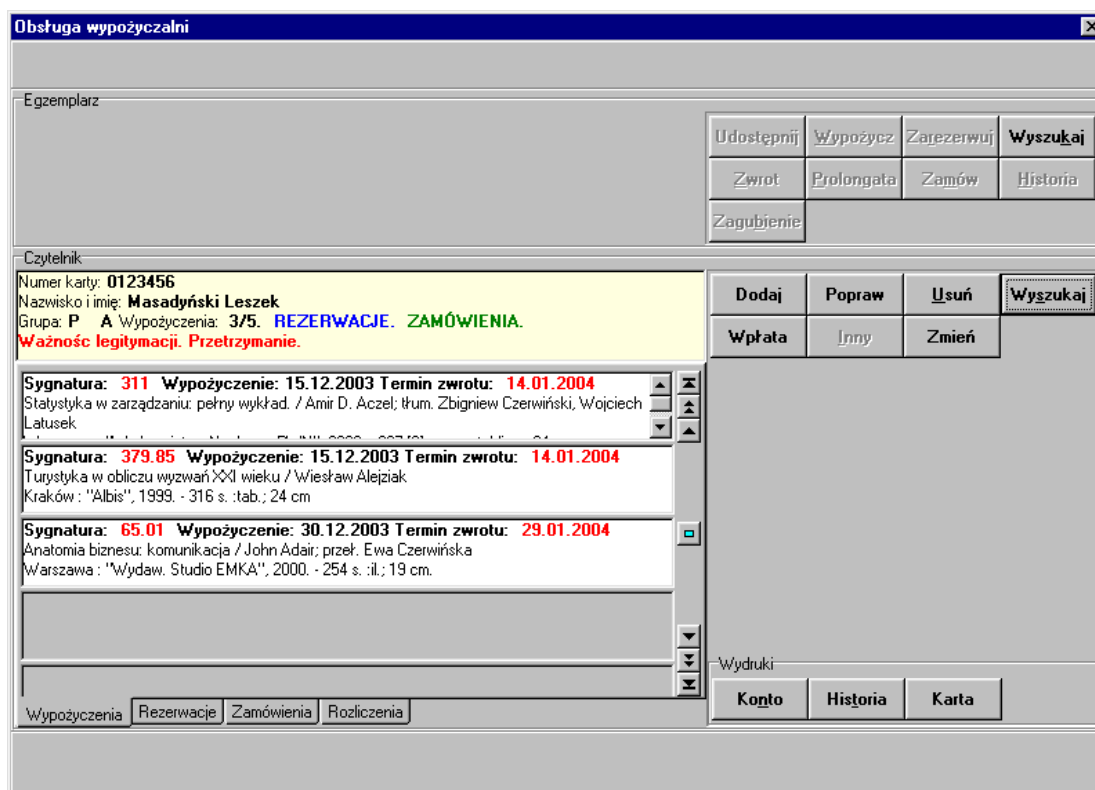 Obsługa wypożyczalni
Egzemplarz
Udostępnij Wypożycz Zarezerwuj Wyszukaj
Zwrot Prolongata Zamów Historia
Zagubienie
Czytelnik
Numer karty: 0123456
Nazwisko i imię: Masadyński Leszek
Grupa: P A Wypożyczenia: 3/5. REZERWACJE. ZAMÓWIENIA.
Ważnośc legitymacji. Przetrzymanie.
Dodaj Popraw Usuń Wyszukaj
Wpłata Inny Zmień
Sygnatura: 311 Wypożyczenie: 15.12.2003 Termin zwrotu: 14.01.2004
Statystyka w zarządzaniu: pełny wykład. / Amir D. Aczel; tłum. Zbigniew Czerwiński, Wojciech
Latusek
Sygnatura: 379.85 Wypożyczenie: 15.12.2003 Termin zwrotu: 14.01.2004
Turystyka w obliczu wyzwań XXI wieku / Wiesław Alejziak
Kraków : "Albis", 1999. - 316 s. :tab.; 24 cm
Sygnatura: 65.01 Wypożyczenie: 30.12.2003 Termin zwrotu: 29.01.2004
Anatomia biznesu: komunikacja / John Adair; przeł. Ewa Czerwińska
Warszawa : "Wydaw. Studio EMKA", 2000. - 254 s. :il.; 19 cm.
Wydruki
Konto Historia Karta
Wypożyczenia Rezerwacje Zamówienia Rozliczenia